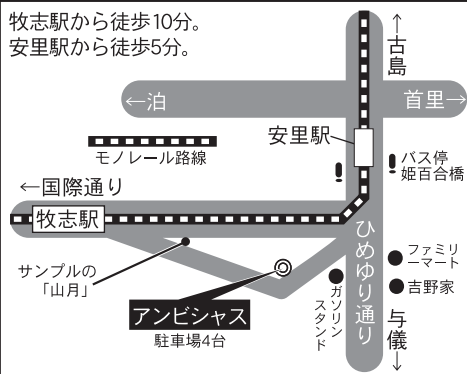 牧志駅から徒歩10分。
安里駅から徒歩5分。
←古島
←泊
首里→
安里駅
モノレール路線
バス停
姫百合橋
←国際通り
牧志駅
ひめゆり通り
サンプルの
「山月」
ファミリ
ーマート
吉野家
ガソリン
スタンド
アンビシャス
駐車場4台
与儀→